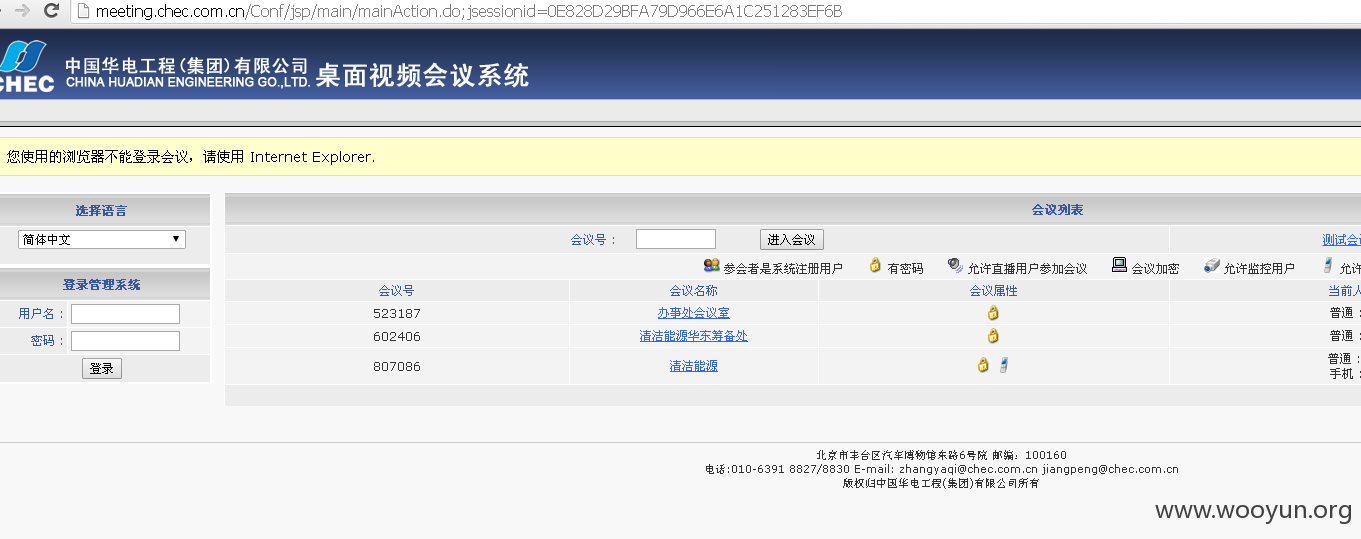 meeting.chec.com.cn/Conf/jsp/main/mainAction.do;jsessionid=0E828D29BFA79D966E6A1C251283EF6B
CHEC
中国华电工程(集团)有限公司 桌面视频会议系统
CHINA HUADIAN ENGINEERING GO.,LTD.
您使用的浏览器不能登录会议，请使用 Internet Explorer.
选择语言
简体中文
登录管理系统
用户名：
密码：
登录
会议列表
会议号： 进入会议 测试会
参会者是系统注册用户 有密码 允许直播用户参加会议 会议加密 允许监控用户 允许
会议号 会议名称 会议属性 当前人
523187 办事处会议室 普通：
602406 清洁能源华东筹备处 普通：
807086 清洁能源 普通：
手机：
北京市丰台区汽车博物馆东路6号院 邮编：100160
电话:010-6391 8827/8830 E-mail: zhangyaqi@chec.com.cn jiangpeng@chec.com.cn
版权归中国华电工程(集团)有限公司所有
www.wooyun.org